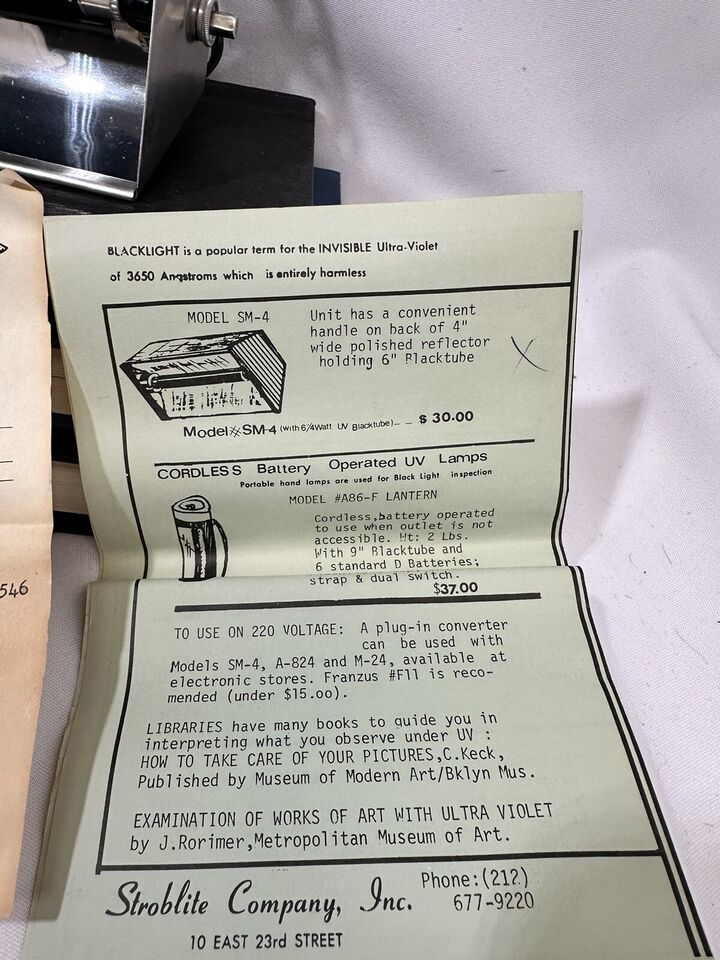 BLACKLIGHT is a popular term for the INVISIBLE Ultra-Violet
of 3650 Angstroms which is entirely harmless
MODEL SM-4
Unit has a convenient
handle on back of 4"
wide polished reflector
holding 6" Blacktube
Model SM-4 (with 6/4Watt UV Blacktube)-- $ 30.00
CORDLESS Battery Operated UV Lamps
Portable hand lamps are used for Black Light inspection
MODEL #A86-F LANTERN
Cordless,battery operated
to use when outlet is not
accessible. Wt: 2 Lbs.
With 9" Blacktube and
6 standard D Batteries;
strap & dual switch.
$37.00
TO USE ON 220 VOLTAGE: A plug-in converter
can be used with
Models SM-4, A-824 and M-24, available at
electronic stores. Franzus #F11 is reco-
mended (under $15.oo).
LIBRARIES have many books to guide you in
interpreting what you observe under UV :
HOW TO TAKE CARE OF YOUR PICTURES,C.Keck,
Published by Museum of Modern Art/Bklyn Mus.
EXAMINATION OF WORKS OF ART WITH ULTRA VIOLET
by J.Rorimer,Metropolitan Museum of Art.
Stroblite Company, Inc.
Phone:(212)
677-9220
10 EAST 23rd STREET
546